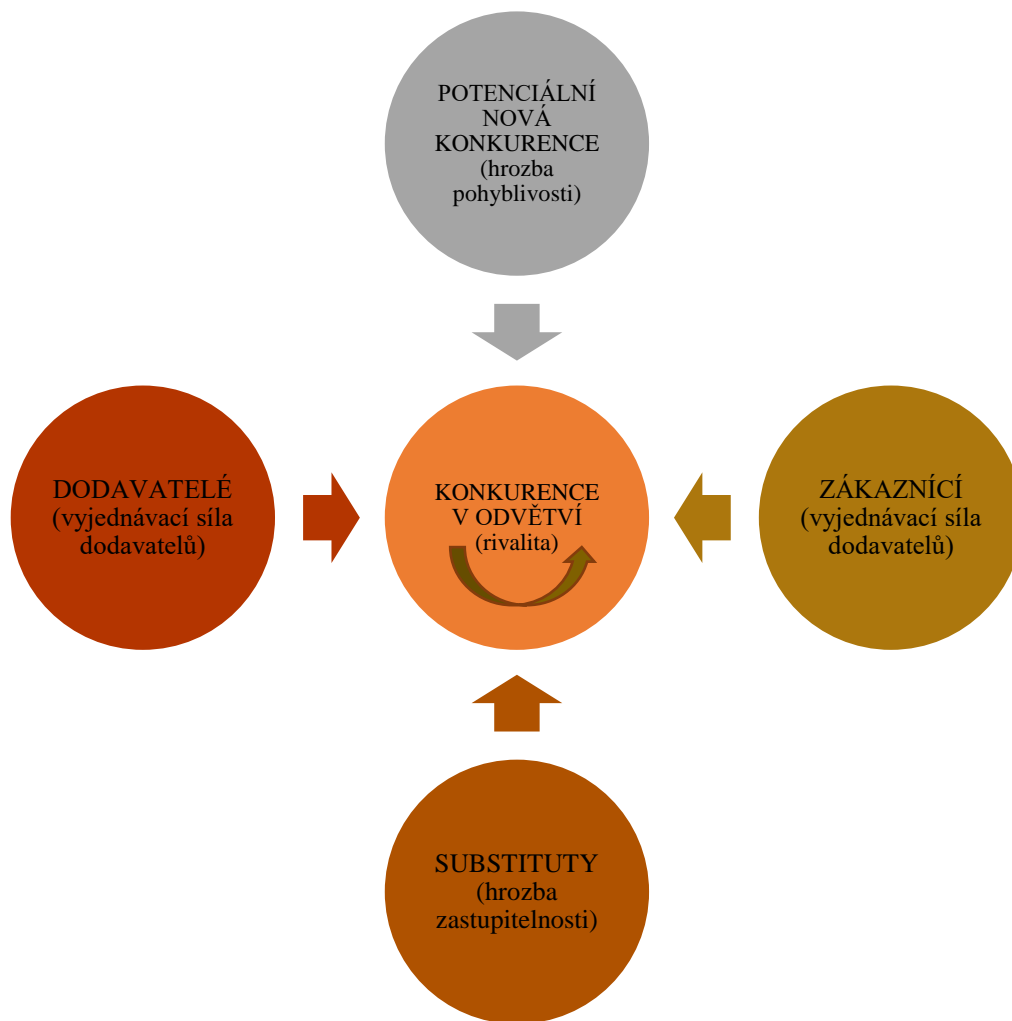 POTENCIÁLNÍ
NOVÁ
KONKURENCE
(hrozba
pohyblivosti)
DODAVATELÉ
(vyjednávací síla
dodavatelů)
KONKURENCE
V ODVĚTVÍ
(rivalita)
ZÁKAZNÍCÍ
(vyjednávací síla
dodavatelů)
SUBSTITUTY
(hrozba
zastupitelnosti)